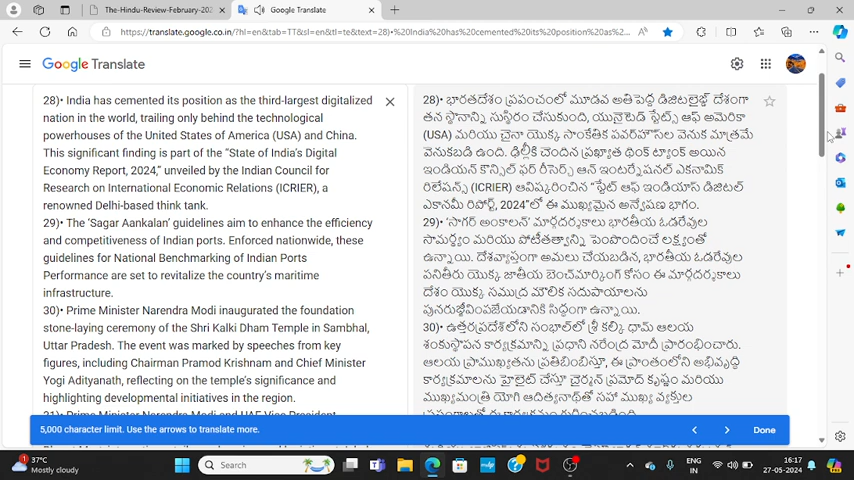 The-Hindu-Review-February-202
Google Translate
https://translate.google.co.in/?hl=en&tab=TT&sl=en&tl=te&text=28)•%20India%20has%20cemented%20its%20position%20as%...
Google Translate
28)• India has cemented its position as the third-largest digitalized
nation in the world, trailing only behind the technological
powerhouses of the United States of America (USA) and China.
This significant finding is part of the “State of India's Digital
Economy Report, 2024,” unveiled by the Indian Council for
Research on International Economic Relations (ICRIER), a
renowned Delhi-based think tank.
29)• The ‘Sagar Aankalan’ guidelines aim to enhance the efficiency
and competitiveness of Indian ports. Enforced nationwide, these
guidelines for National Benchmarking of Indian Ports
Performance are set to revitalize the country's maritime
infrastructure.
30)• Prime Minister Narendra Modi inaugurated the foundation
stone-laying ceremony of the Shri Kalki Dham Temple in Sambhal,
Uttar Pradesh. The event was marked by speeches from key
figures, including Chairman Pramod Krishnam and Chief Minister
Yogi Adityanath, reflecting on the temple's significance and
highlighting developmental initiatives in the region.
31)• Prime Minister Narendra Modi and UAE Vice President
28)• భారతదేశం ప్రపంచంలో మూడవ అతిపెద్ద డిజిటలైజ్డ్ దేశంగా
తన స్థానాన్ని సుస్థిరం చేసుకుంది, యునైటెడ్ స్టేట్స్ ఆఫ్ అమెరికా
(USA) మరియు చైనా యొక్క సాంకేతిక పవర్‌హౌస్‌ల వెనుక మాత్రమే
వెనుకబడి ఉంది. ఢిల్లీకి చెందిన ప్రఖ్యాత థింక్ ట్యాంక్ అయిన
ఇండియన్ కౌన్సిల్ ఫర్ రీసెర్చ్ ఆన్ ఇంటర్నేషనల్ ఎకనామిక్
రిలేషన్స్ (ICRIER) ఆవిష్కరించిన “స్టేట్ ఆఫ్ ఇండియాస్ డిజిటల్
ఎకానమీ రిపోర్ట్, 2024”లో ఈ ముఖ్యమైన అన్వేషణ భాగం.
29)• 'సాగర్ అంకాలన్' మార్గదర్శకాలు భారతీయ ఓడరేవుల
సామర్థ్యం మరియు పోటీతత్వాన్ని పెంపొందించే లక్ష్యంతో
ఉన్నాయి. దేశవ్యాప్తంగా అమలు చేయబడిన, భారతీయ ఓడరేవుల
పనితీరు యొక్క జాతీయ బెంచ్‌మార్కింగ్ కోసం ఈ మార్గదర్శకాలు
దేశం యొక్క సముద్ర మౌలిక సదుపాయాలను
పునరుజ్జీవింపజేయడానికి సిద్ధంగా ఉన్నాయి.
30)• ఉత్తరప్రదేశ్‌లోని సంభాల్‌లో శ్రీ కల్కి ధామ్ ఆలయ
శంకుస్థాపన కార్యక్రమాన్ని ప్రధాని నరేంద్ర మోదీ ప్రారంభించారు.
ఆలయ ప్రాముఖ్యతను ప్రతిబింబిస్తూ, ఈ ప్రాంతంలోని అభివృద్ధి
కార్యక్రమాలను హైలైట్ చేస్తూ చైర్మన్ ప్రమోద్ కృష్ణం మరియు
ముఖ్యమంత్రి యోగి ఆదిత్యనాథ్‌తో సహా ముఖ్య వ్యక్తుల
5,000 character limit. Use the arrows to translate more.
Done
37°C
Mostly cloudy
Search
ENG
IN
16:17
27-05-2024